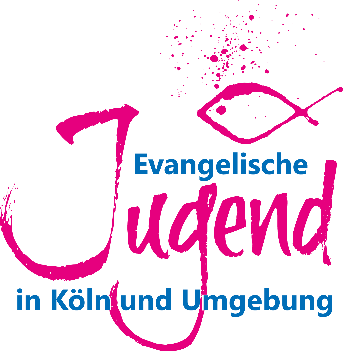 Evangelische
Jugend
in Köln und Umgebung